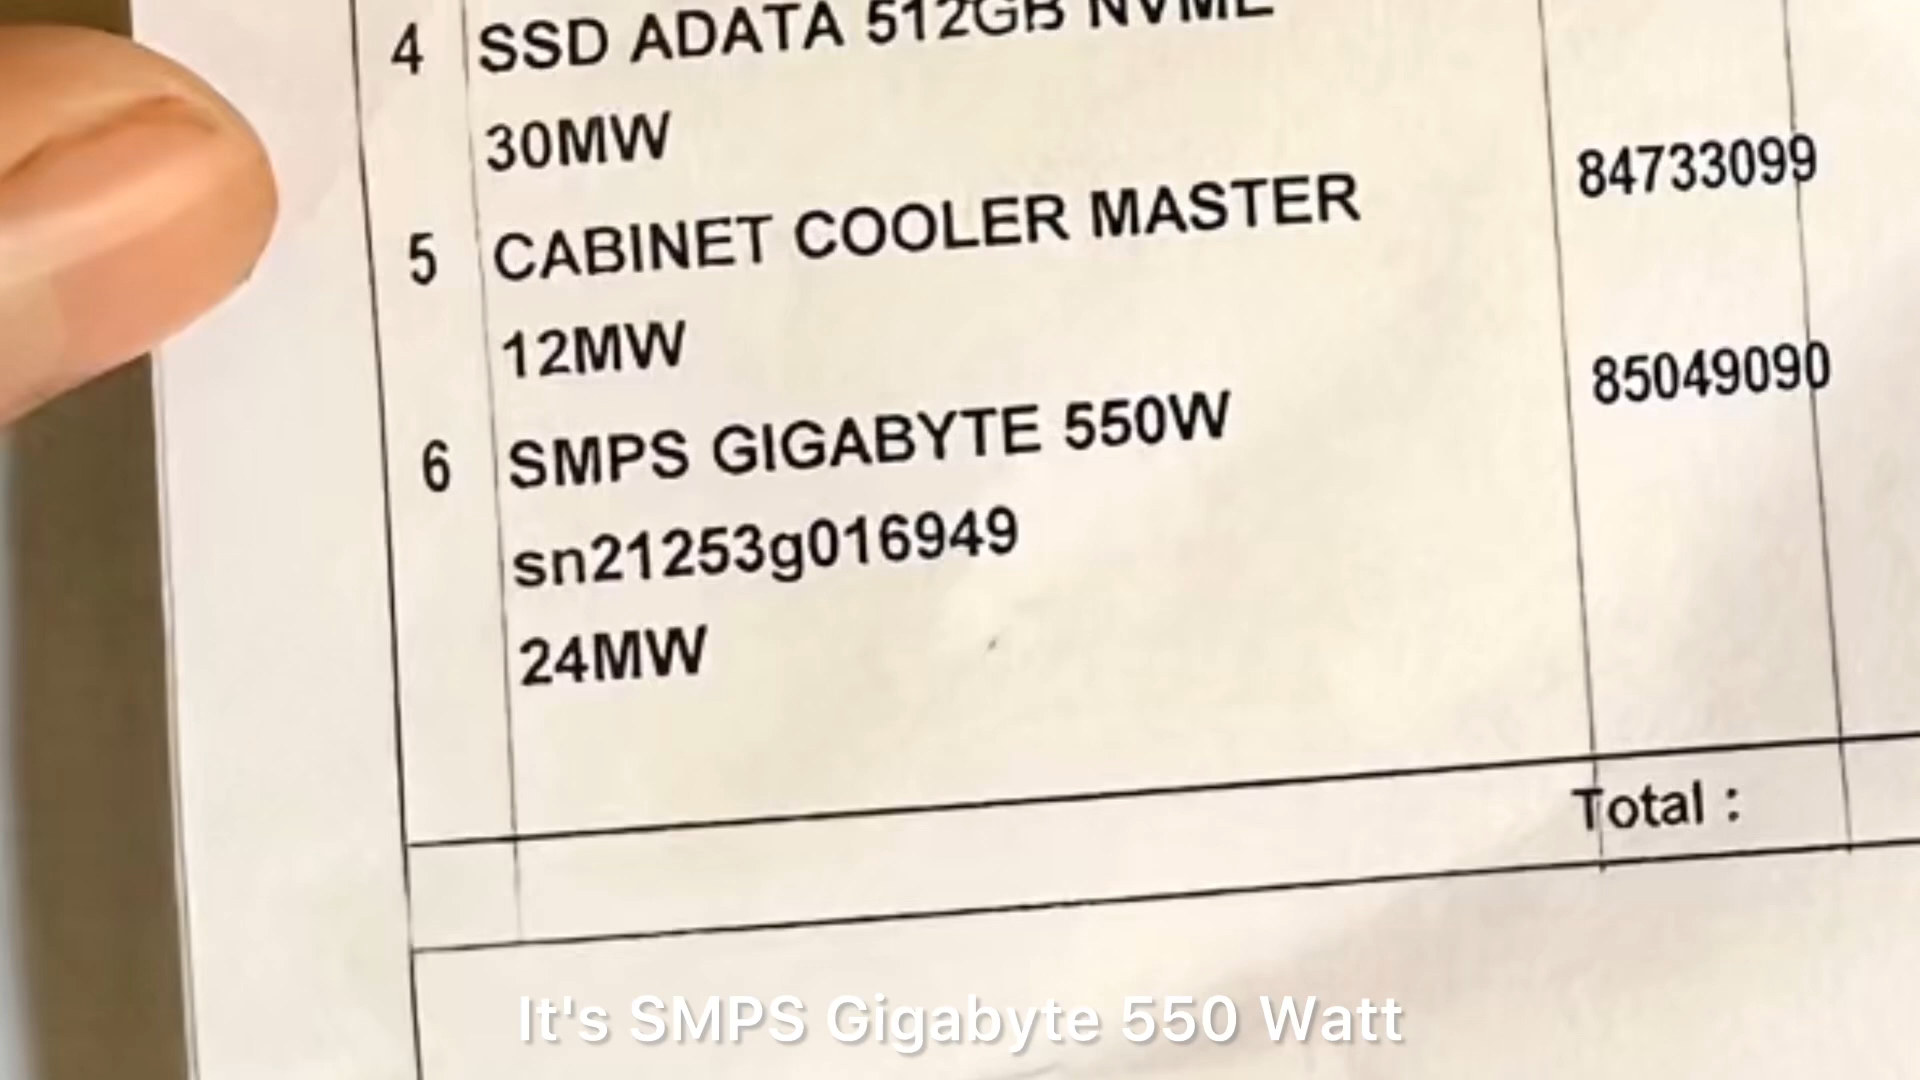 4 SSD ADATA 512GB NVME
30MW
84733099
5 CABINET COOLER MASTER
12MW
85049090
6 SMPS GIGABYTE 550W
sn21253g016949
24MW
Total :
It's SMPS Gigabyte 550 Watt